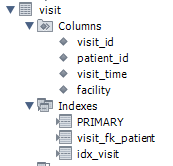 visit
Columns
visit_id
patient_id
visit_time
facility
Indexes
PRIMARY
visit_fk_patient
idx_visit